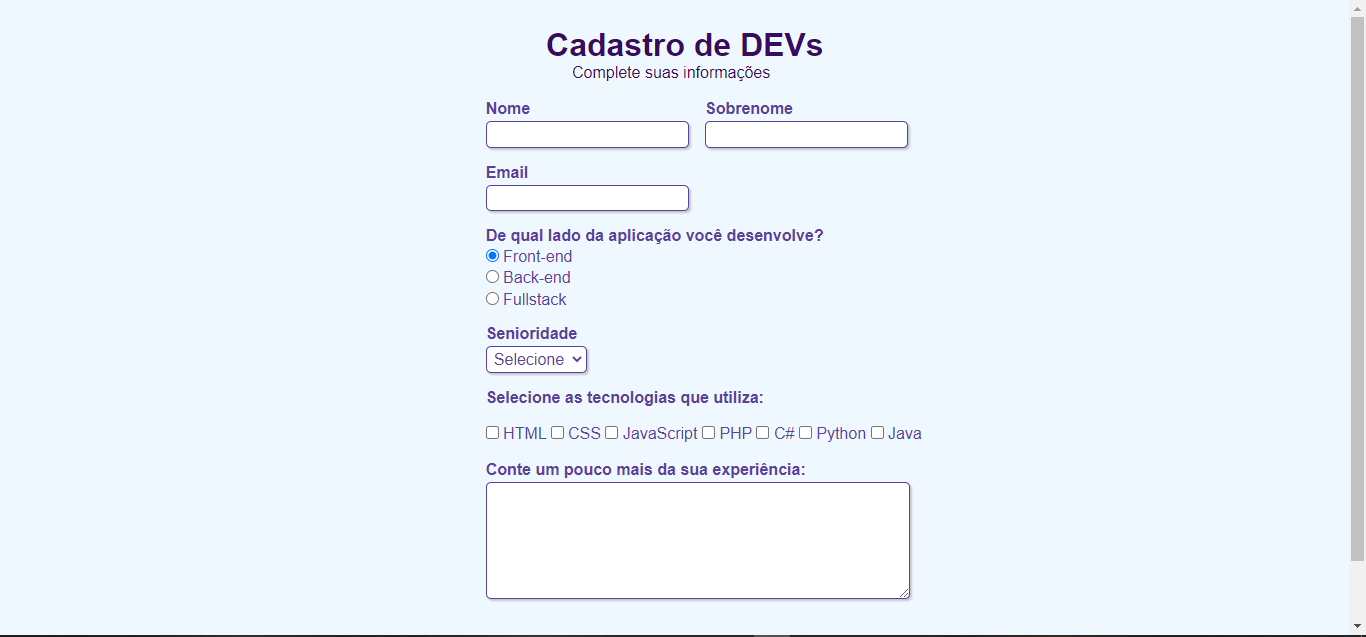 Cadastro de DEVs
Complete suas informações
Nome Sobrenome
Email
De qual lado da aplicação você desenvolve?
Front-end
Back-end
Fullstack
Senioridade
Selecione
Selecione as tecnologias que utiliza:
HTML CSS JavaScript PHP C# Python Java
Conte um pouco mais da sua experiência: